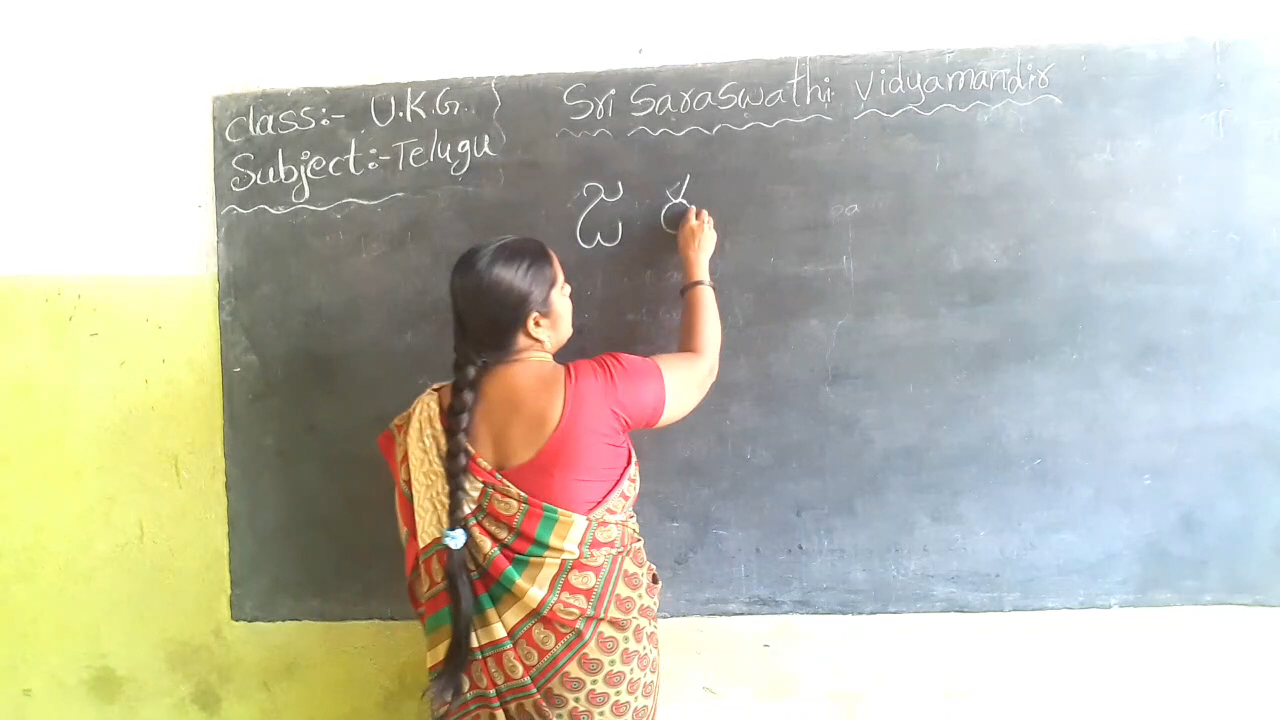 class:- U.K.G. }
Sri Saraswathi vidyamandir
Subject:- Telugu
జ